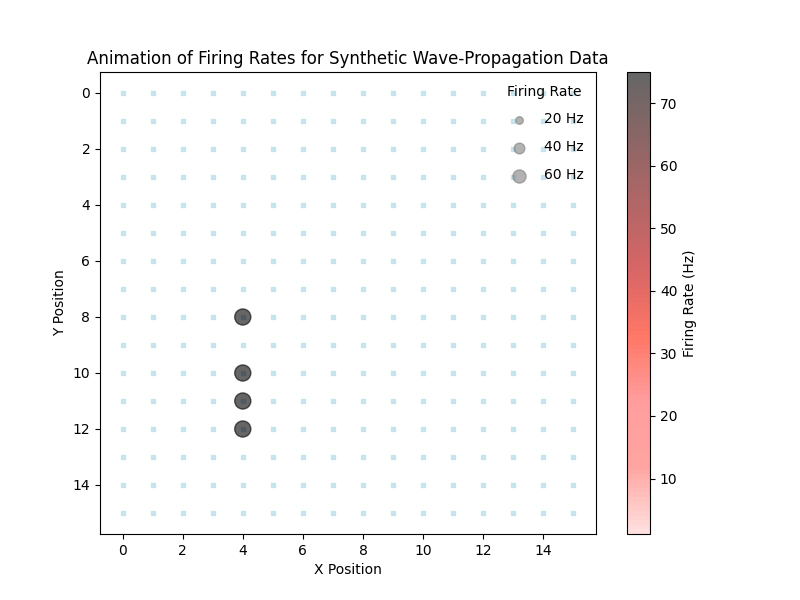 Animation of Firing Rates for Synthetic Wave-Propagation Data
Firing Rate
20 Hz
40 Hz
60 Hz
0
2
4
6
8
10
12
14
Y Position
0 2 4 6 8 10 12 14
X Position
70
60
50
40
30
20
10
Firing Rate (Hz)